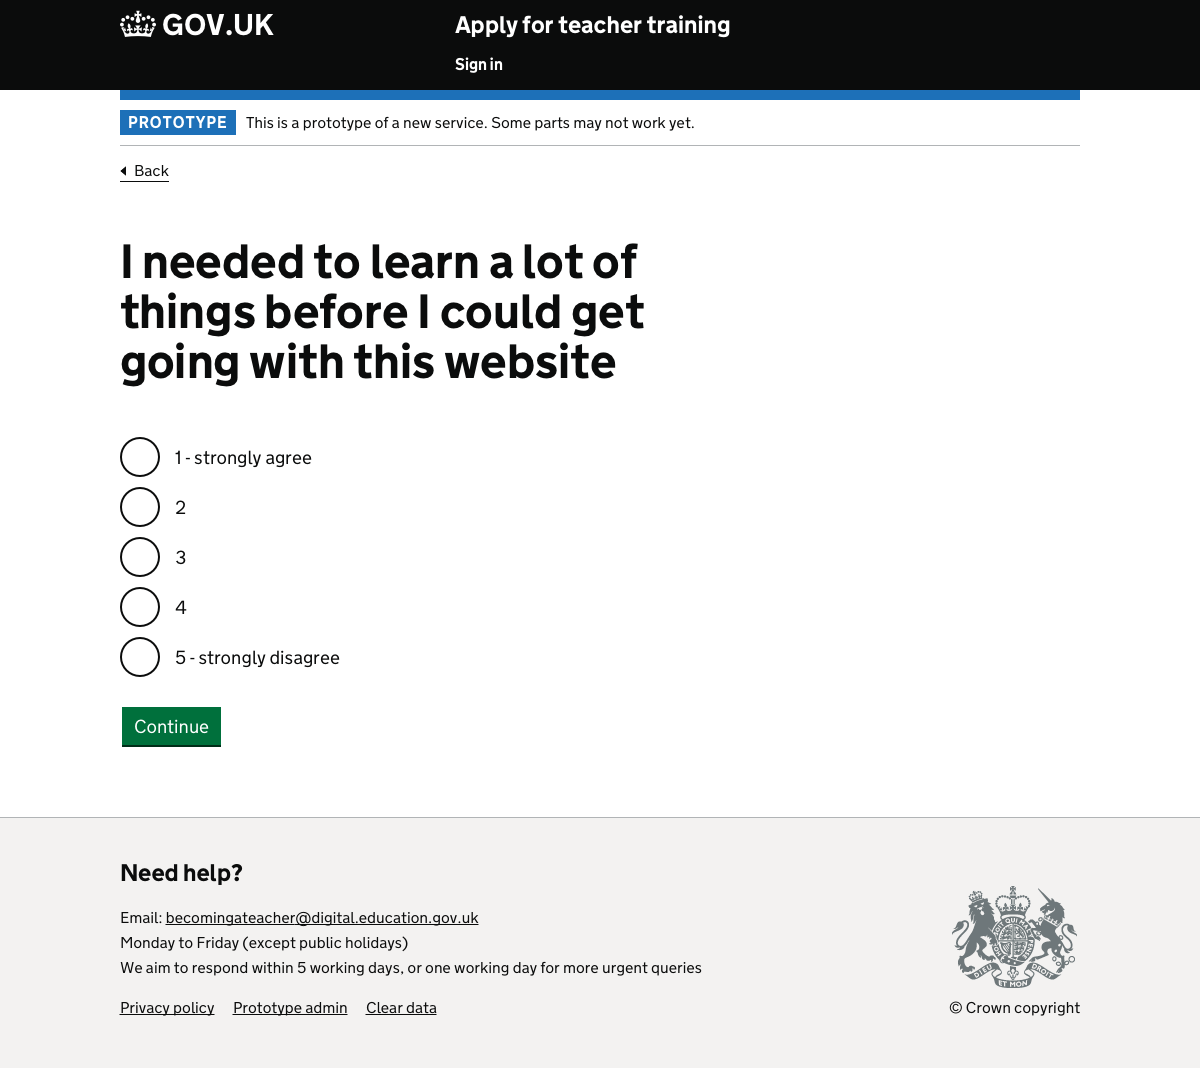 GOV.UK
Apply for teacher training
Sign in
PROTOTYPE This is a prototype of a new service. Some parts may not work yet.
Back
I needed to learn a lot of
things before I could get
going with this website
1 - strongly agree
2
3
4
5 - strongly disagree
Continue
Need help?
Email: becomingateacher@digital.education.gov.uk
Monday to Friday (except public holidays)
We aim to respond within 5 working days, or one working day for more urgent queries
Privacy policy Prototype admin Clear data
DIEU ET MON DROIT
© Crown copyright